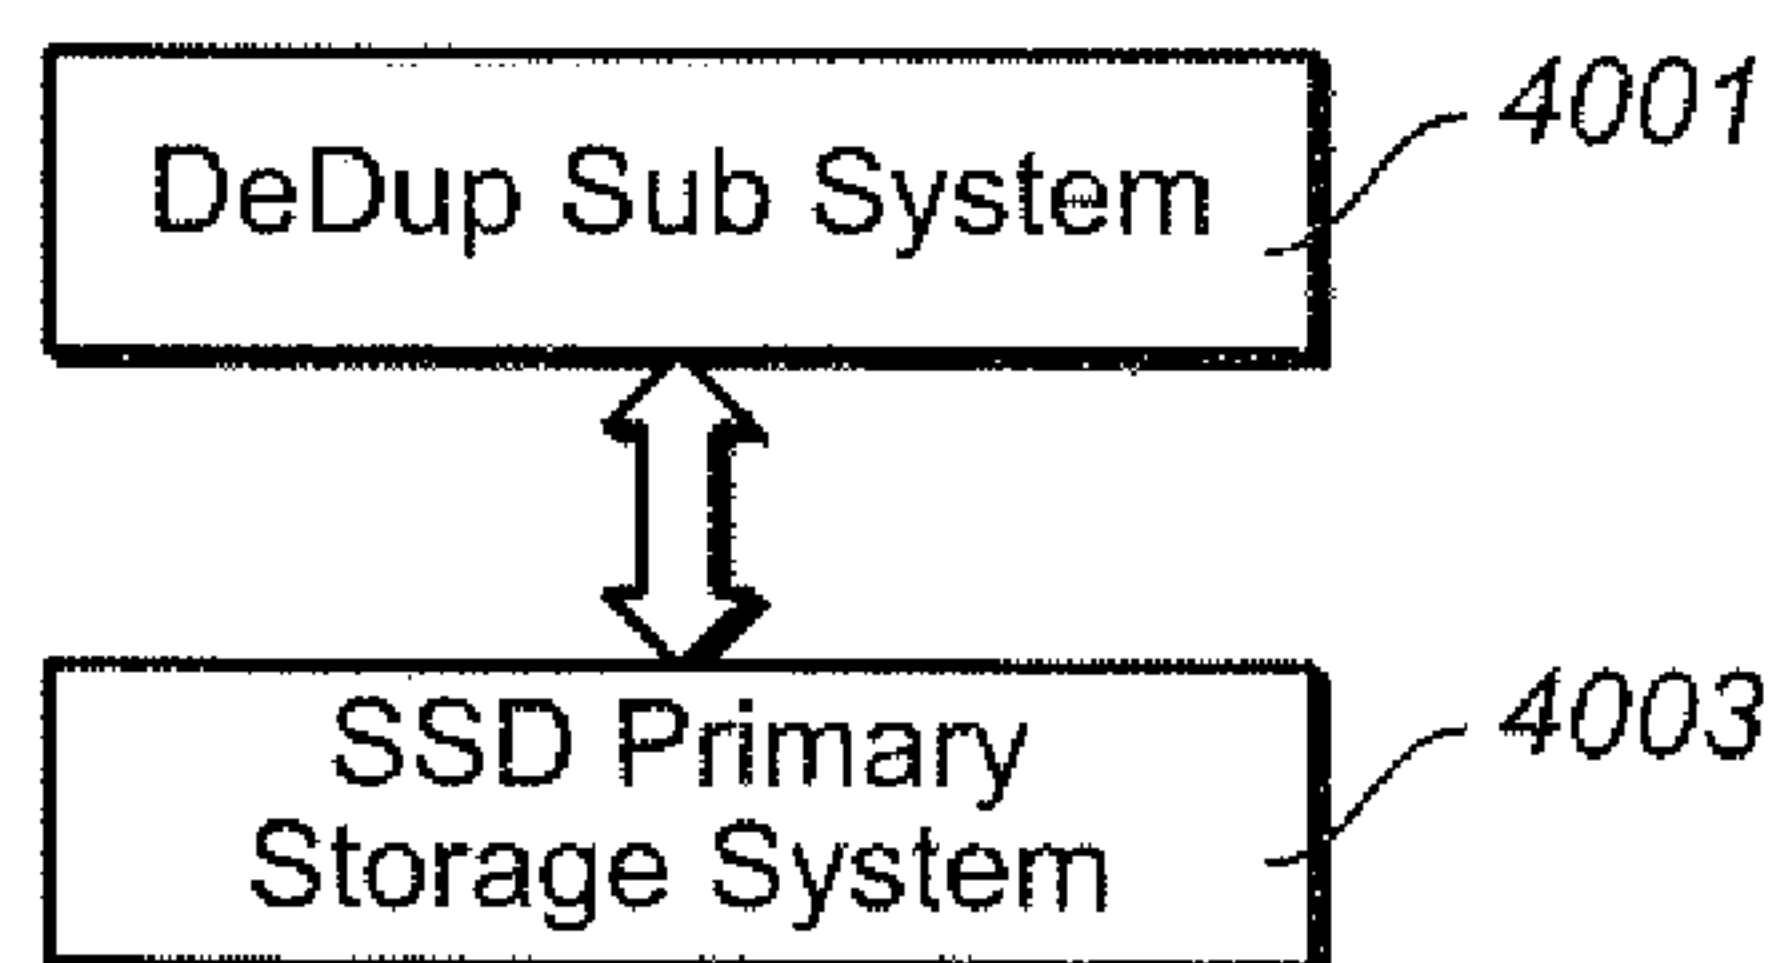 DeDup Sub System
4001
SSD Primary
Storage System
4003